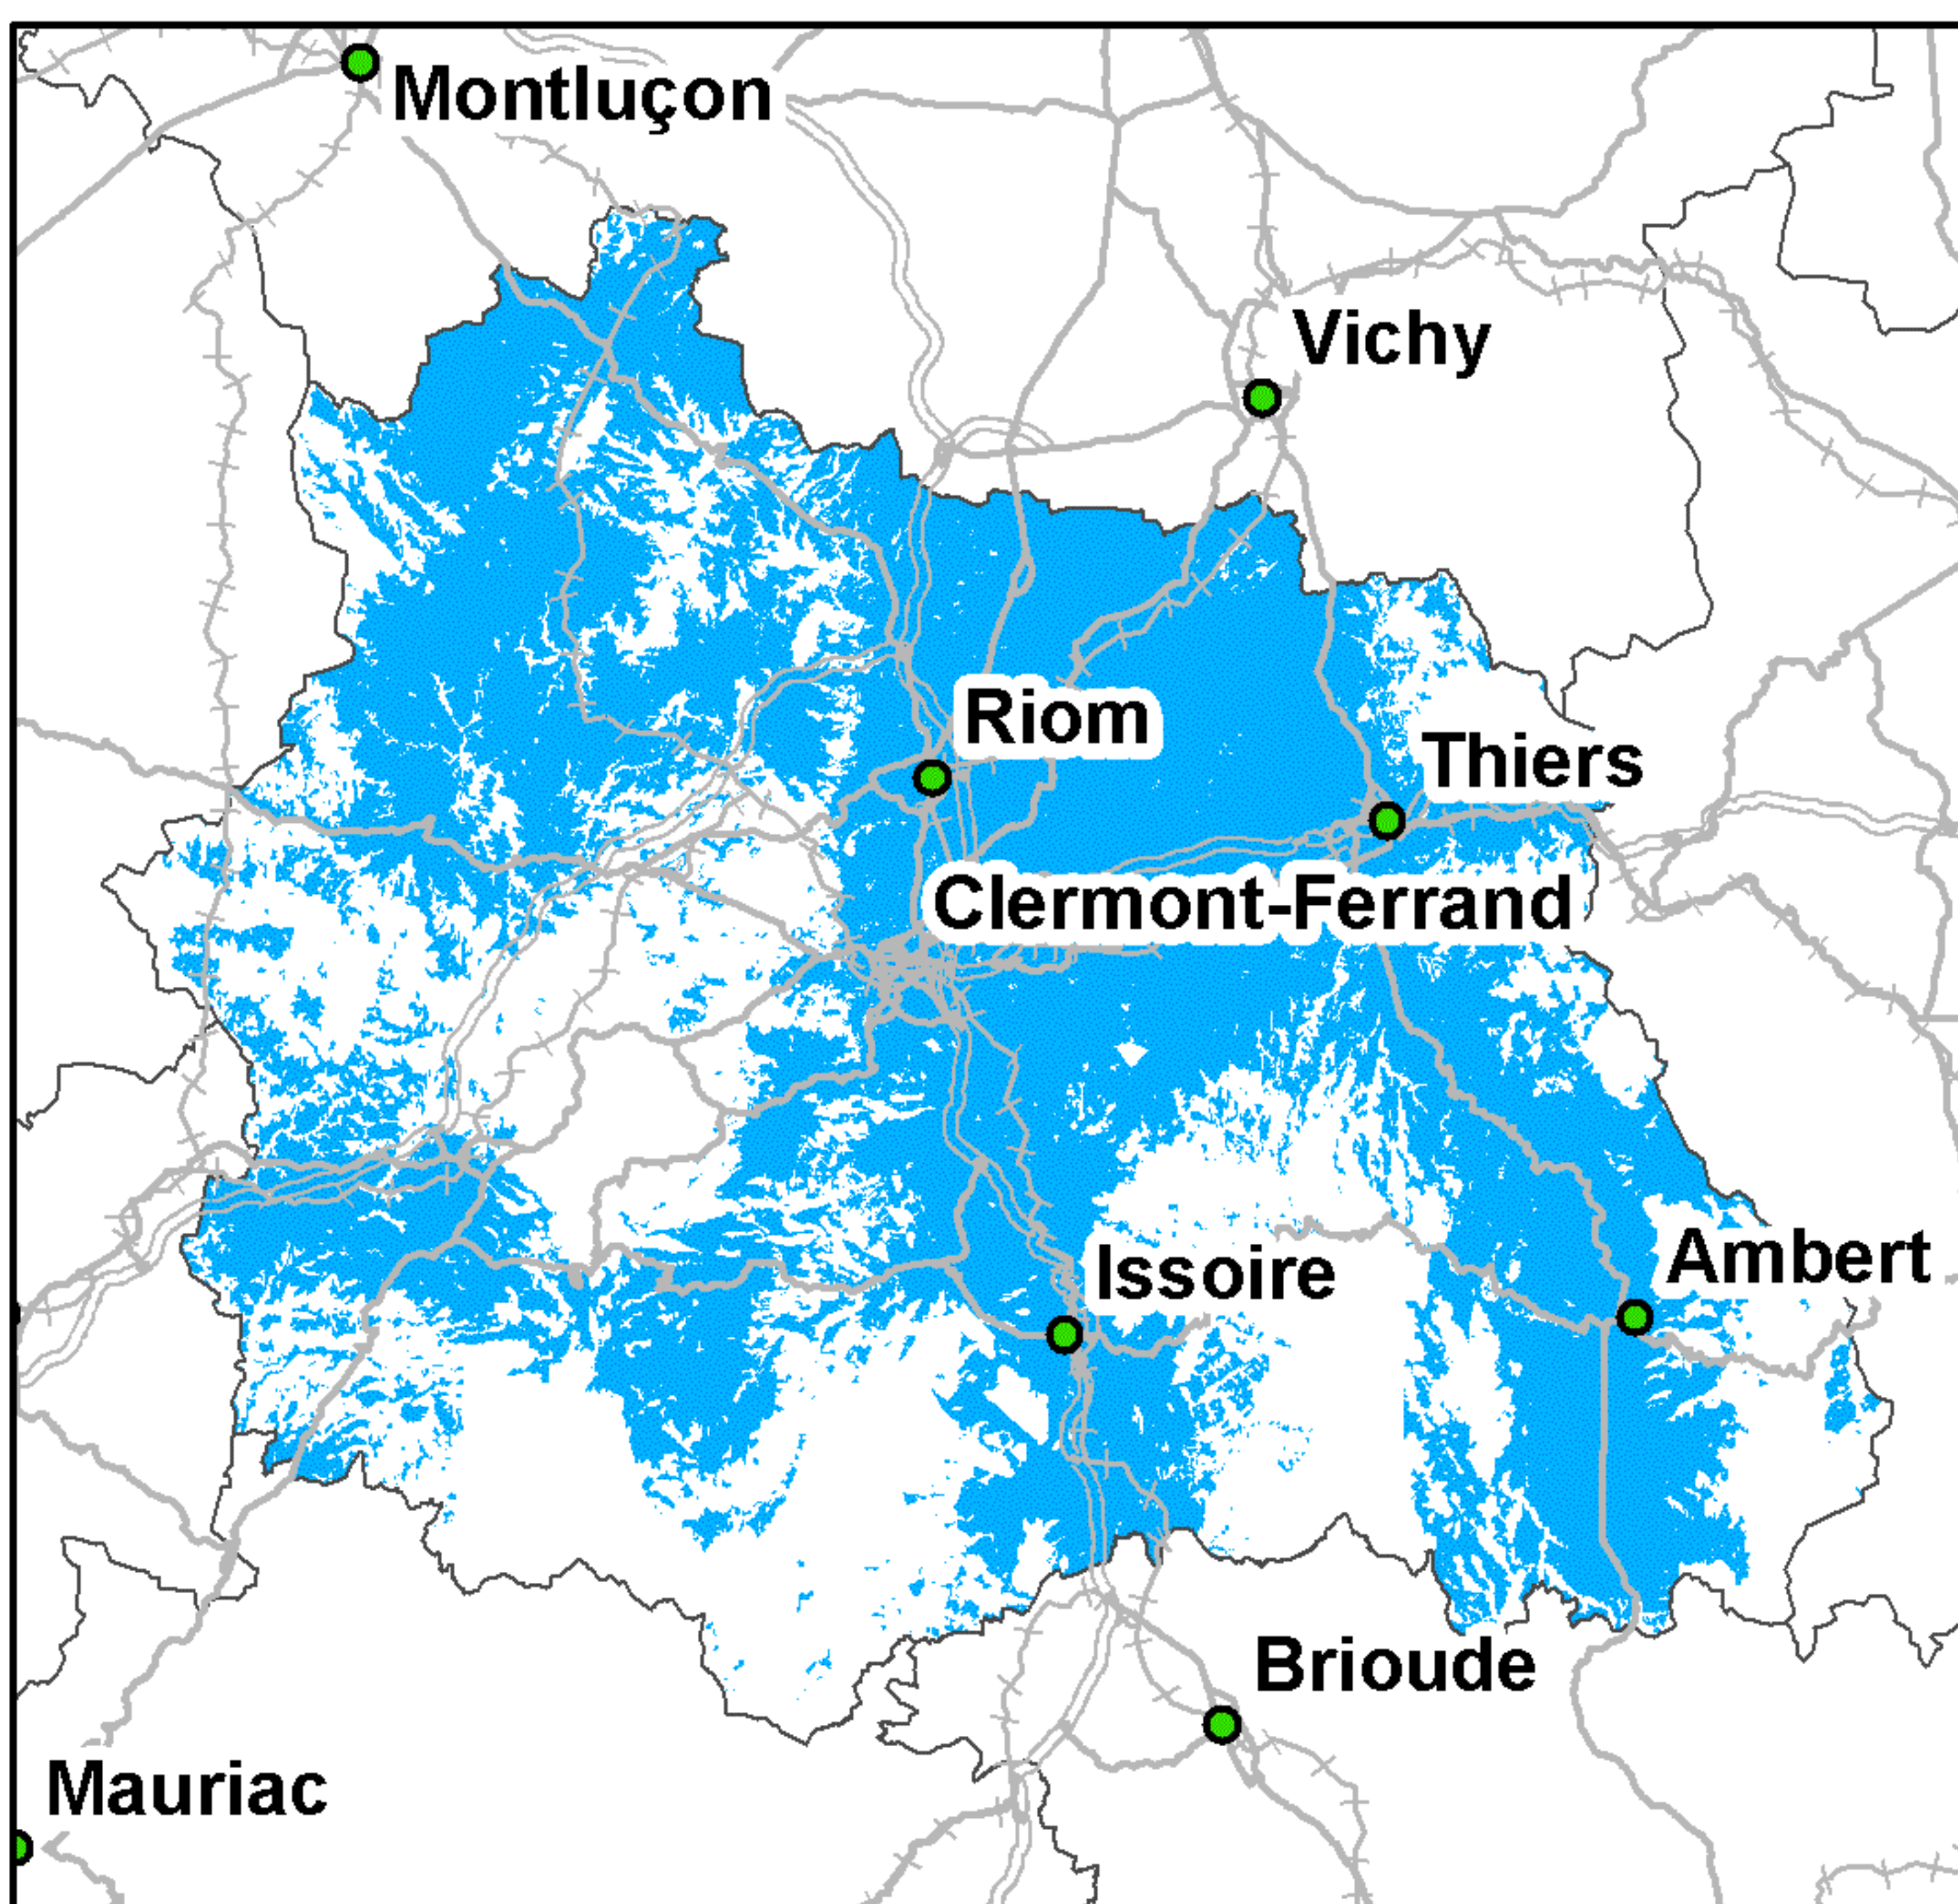 Montluçon
Vichy
Riom
Thiers
Clermont-Ferrand
Issoire
Ambert
Brioude
Mauriac